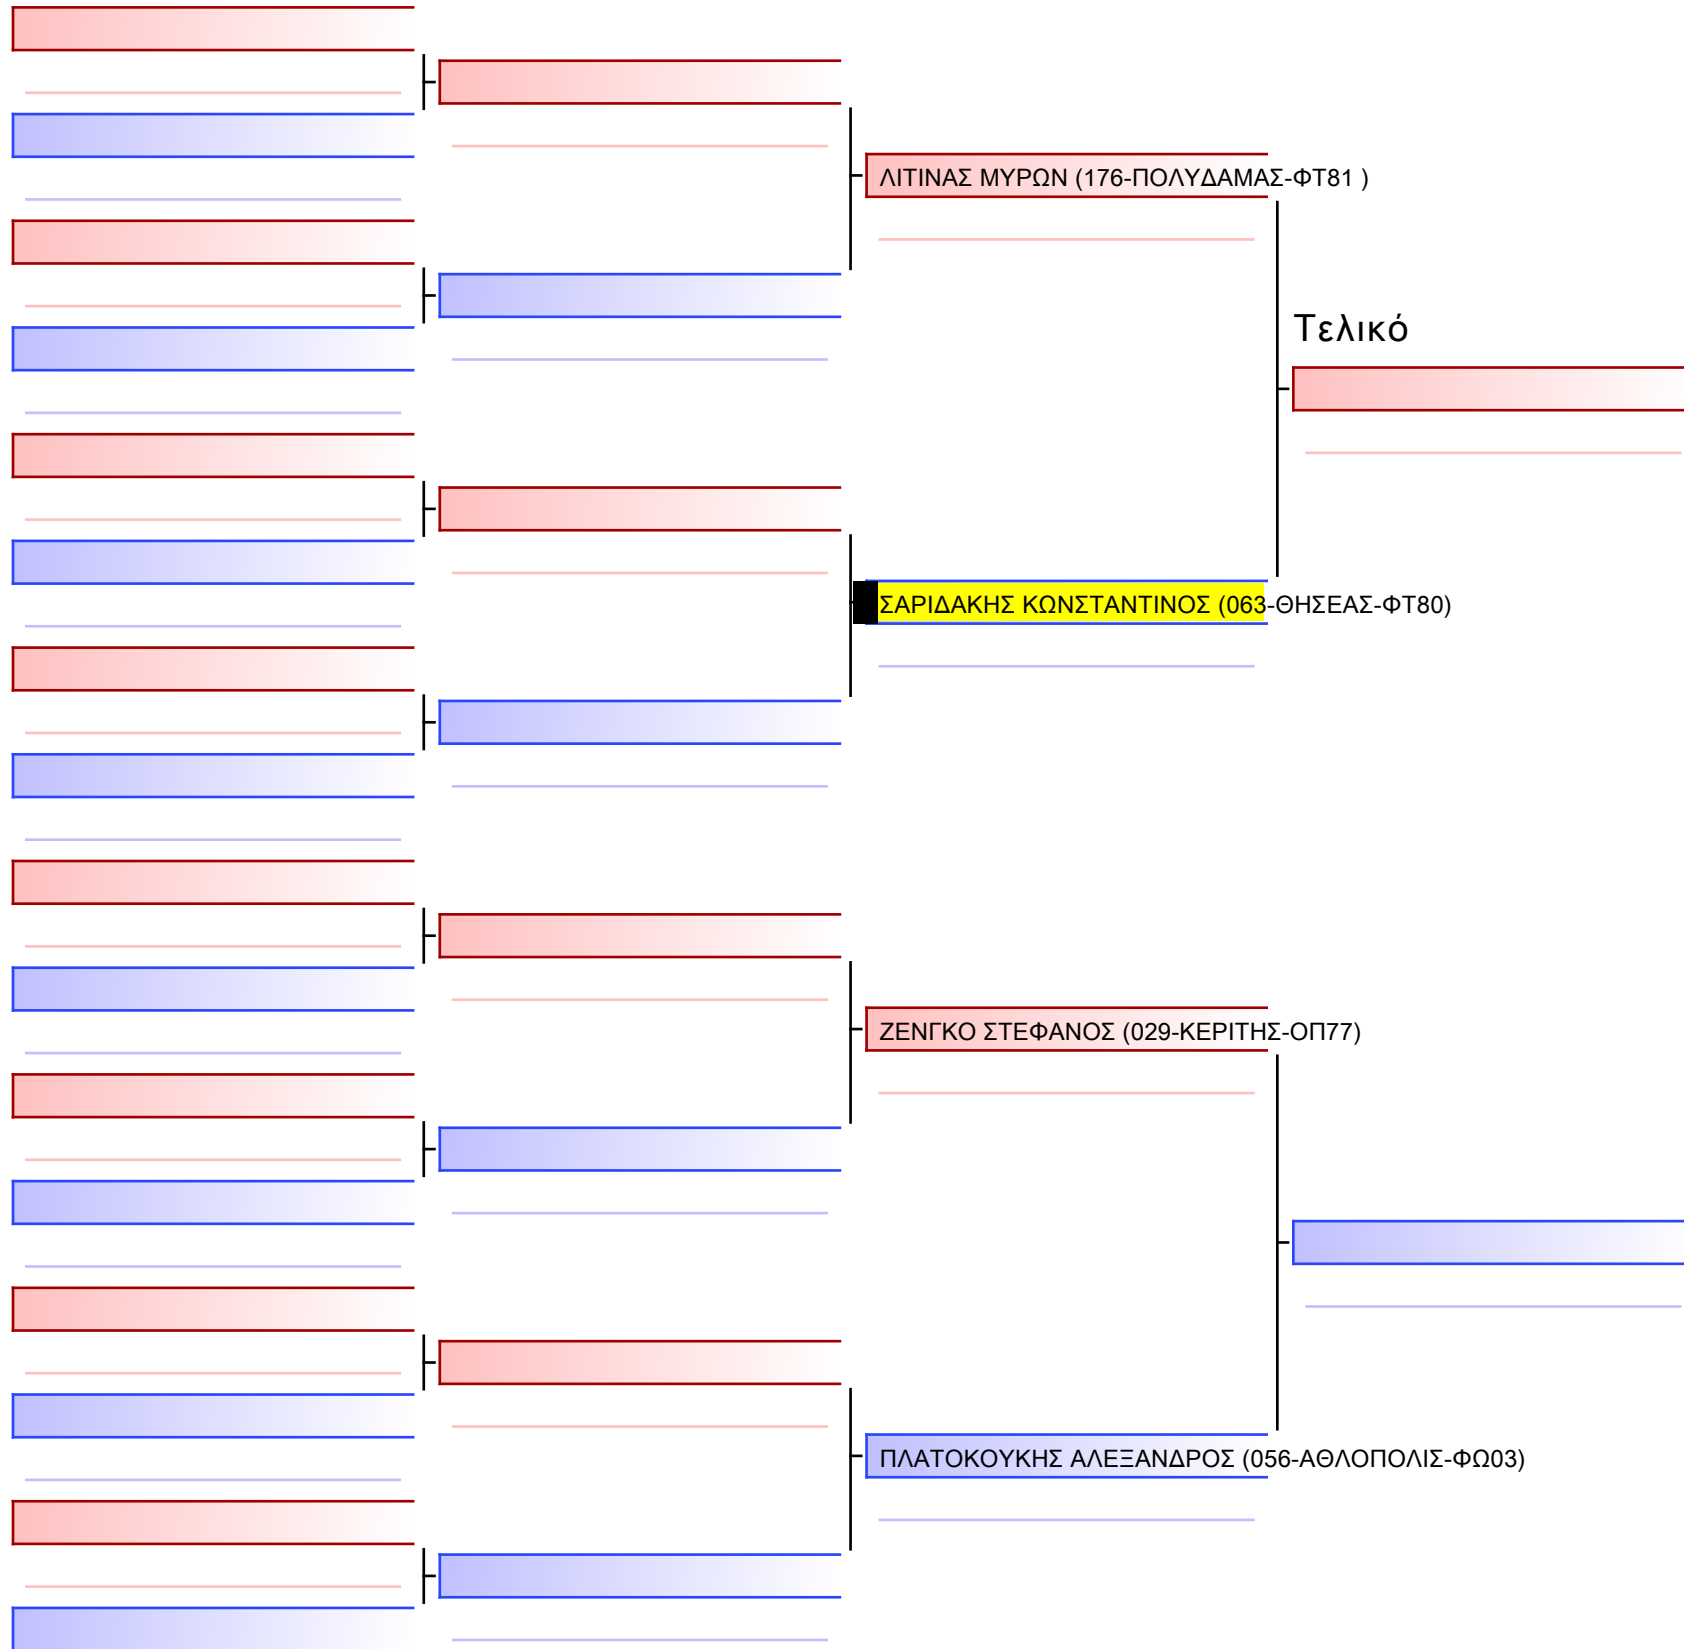 ΛΙΤΙΝΑΣ ΜΥΡΩΝ (176-ΠΟΛΥΔΑΜΑΣ-ΦΤ81 )
Τελικό
ΣΑΡΙΔΑΚΗΣ ΚΩΝΣΤΑΝΤΙΝΟΣ (063-ΘΗΣΕΑΣ-ΦΤ80)
ΖΕΝΓΚΟ ΣΤΕΦΑΝΟΣ (029-ΚΕΡΙΤΗΣ-ΟΠ77)
ΠΛΑΤΟΚΟΥΚΗΣ ΑΛΕΞΑΝΔΡΟΣ (056-ΑΘΛΟΠΟΛΙΣ-ΦΩ03)